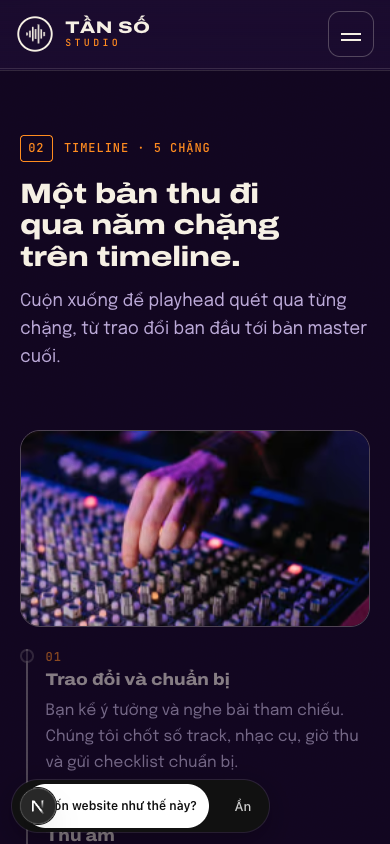 TẦN SỐ
STUDIO
02 TIMELINE · 5 CHẶNG
Một bản thu đi
qua năm chặng
trên timeline.
Cuộn xuống để playhead quét qua từng
chặng, từ trao đổi ban đầu tới bản master
cuối.
01
Trao đổi và chuẩn bị
Bạn kể ý tưởng và nghe bài tham chiếu.
Chúng tôi chốt số track, nhạc cụ, giờ thu
và gửi checklist chuẩn bị.
N
website như thế nào?
Ẩn
Thu âm